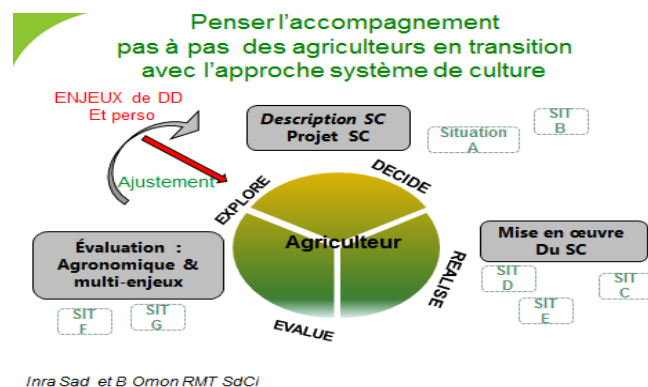 Penser l'accompagnement
pas à pas des agriculteurs en transition
avec l'approche système de culture
ENJEUX de DD
Et perso
Ajustement
Description SC
Projet SC
Situation
A
SIT
B
EXPLORE
DECIDE
Agriculteur
REALISE
EVALUE
Évaluation :
Agronomique &
multi-enjeux
SIT
F
SIT
G
Mise en œuvre
Du SC
SIT
D
SIT
E
SIT
C
Inra Sad et B Omon RMT SdCi